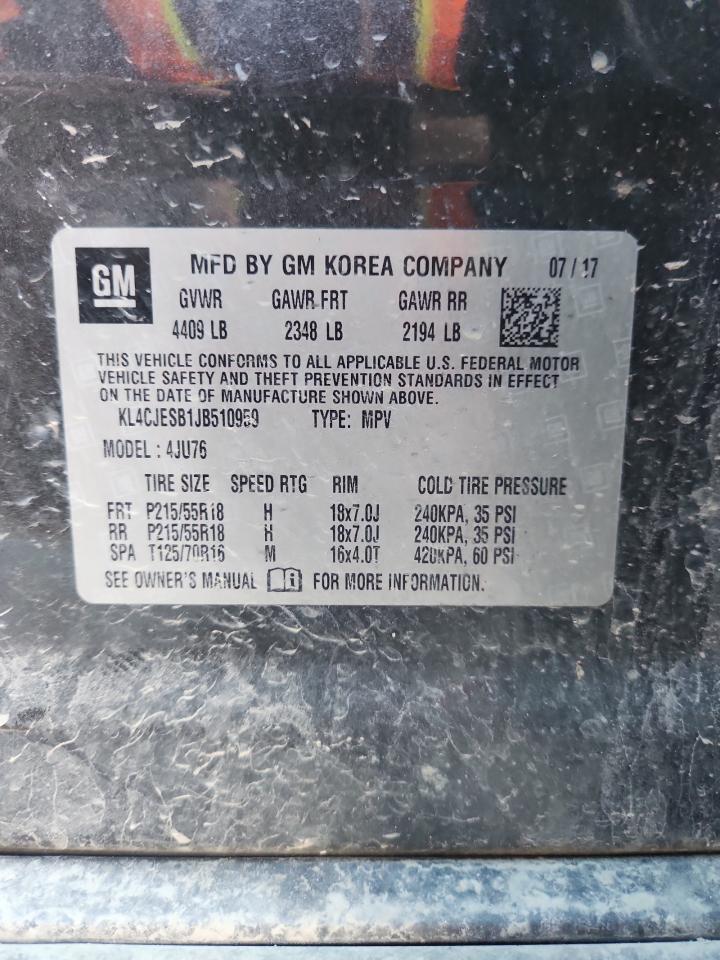 GM
MFD BY GM KOREA COMPANY 07 / 17
GVWR GAWR FRT GAWR RR
4409 LB 2348 LB 2194 LB
THIS VEHICLE CONFORMS TO ALL APPLICABLE U.S. FEDERAL MOTOR
VEHICLE SAFETY AND THEFT PREVENTION STANDARDS IN EFFECT
ON THE DATE OF MANUFACTURE SHOWN ABOVE.
KL4CJESB1JB510959 TYPE: MPV
MODEL : 4JU76
TIRE SIZE SPEED RTG RIM COLD TIRE PRESSURE
FRT P215/55R18 H 18x7.0J 240KPA, 35 PSI
RR P215/55R18 H 18x7.0J 240KPA, 35 PSI
SPA T125/70R16 M 16x4.0T 420KPA, 60 PSI
SEE OWNER'S MANUAL FOR MORE INFORMATION.